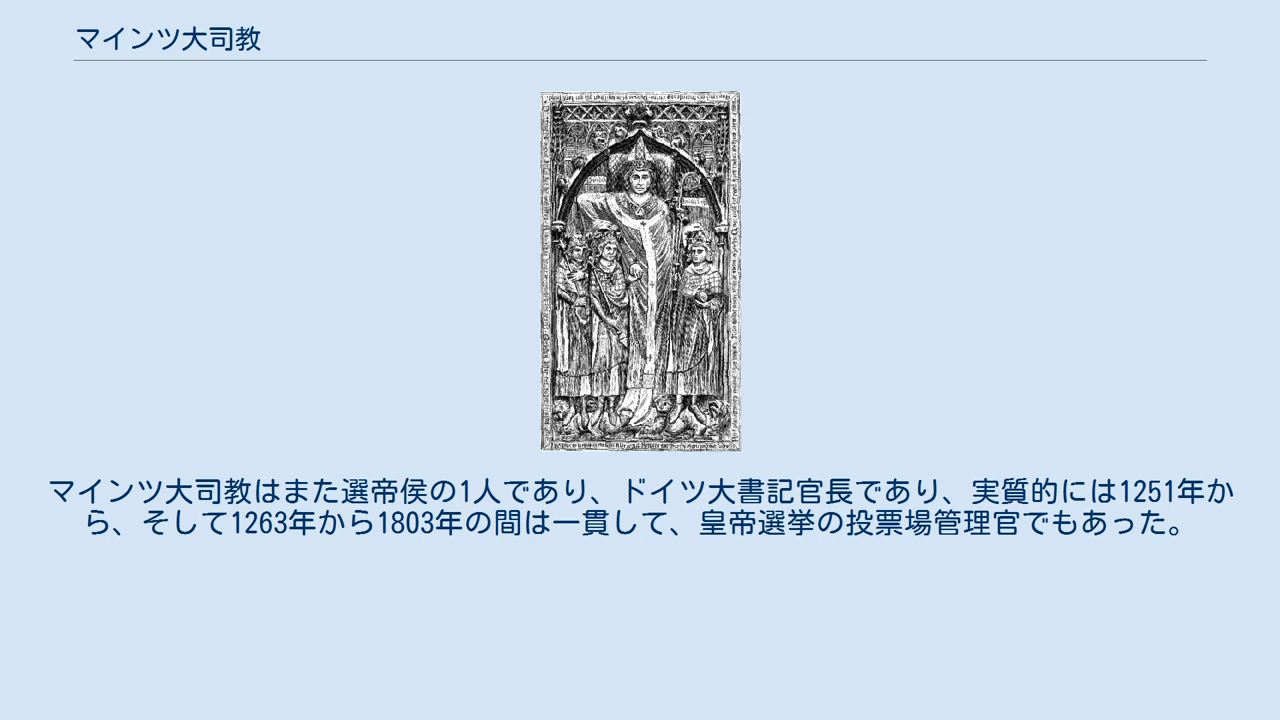 マインツ大司教
マインツ大司教はまた選帝侯の1人であり、ドイツ大書記官長であり、実質的には1251年か
ら、そして1263年から1803年の間は一貫して、皇帝選挙の投票場管理官でもあった。